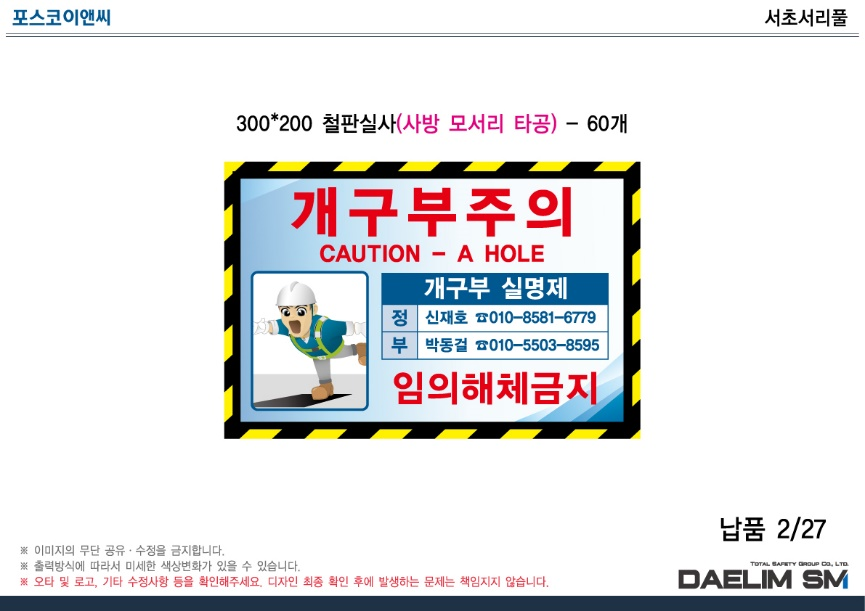 포스코이앤씨
서초서리풀
300*200 철판실사(사방 모서리 타공) - 60개
개구부주의
CAUTION - A HOLE
개구부 실명제
정 신재호 ☎010-8581-6779
부 박동걸 ☎010-5503-8595
임의해체금지
납품 2/27
※ 이미지의 무단 공유·수정을 금지합니다.
※ 출력방식에 따라서 미세한 색상변화가 있을 수 있습니다.
※ 오타 및 로고, 기타 수정사항 등을 확인해주세요. 디자인 최종 확인 후에 발생하는 문제는 책임지지 않습니다.
TOTAL SAFETY GROUP CO., LTD.
DAELIM SM